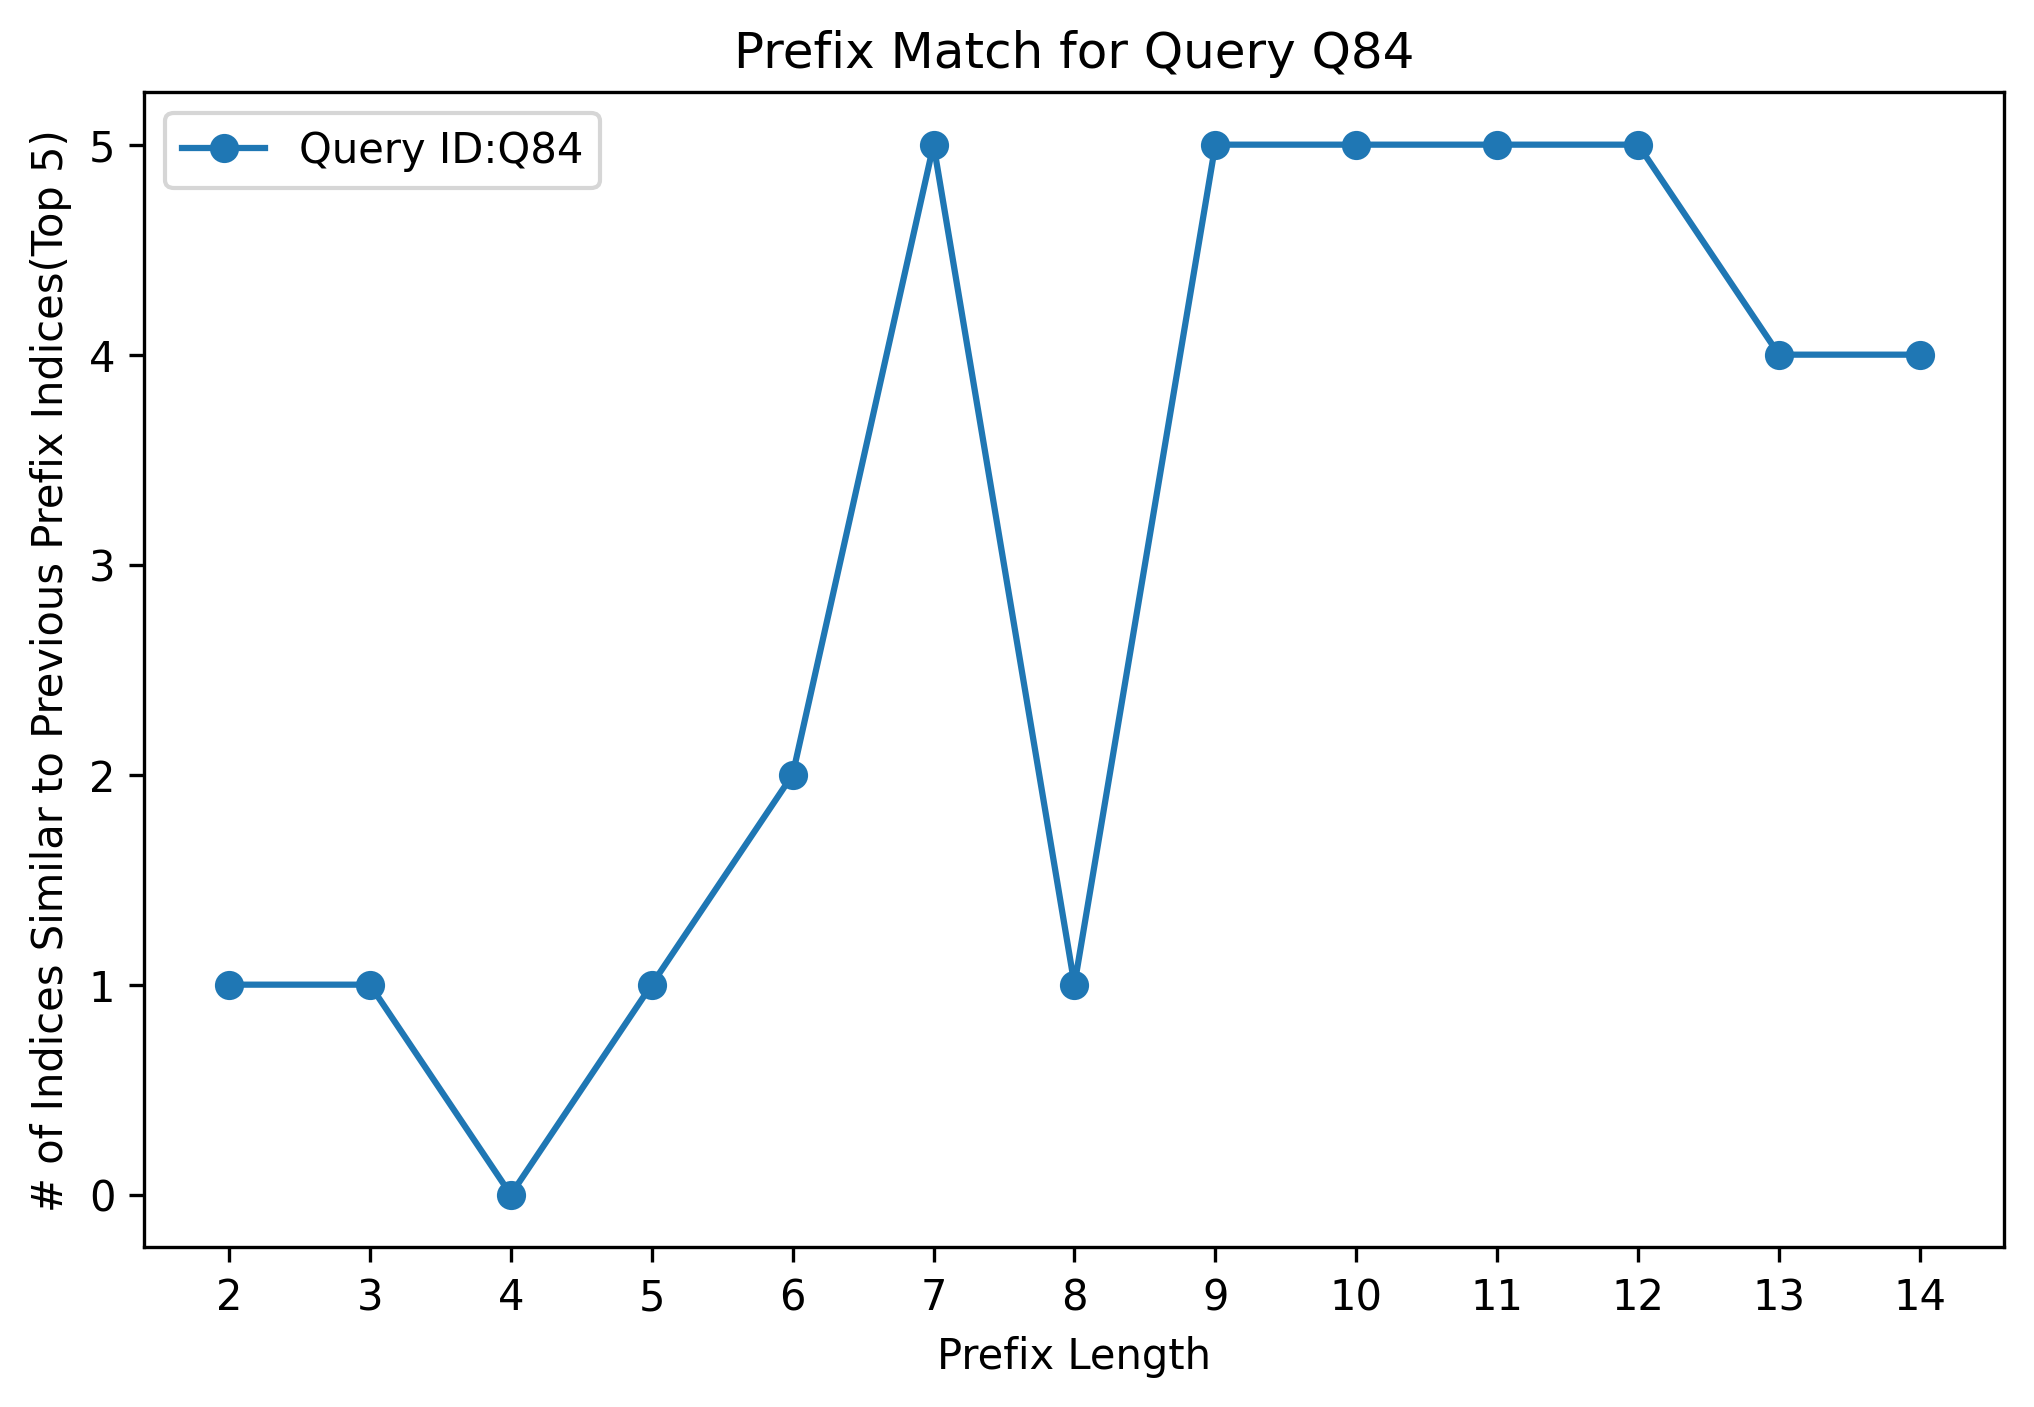 Prefix Match for Query Q84
Query ID:Q84
# of Indices Similar to Previous Prefix Indices(Top 5)
5
4
3
2
1
0
2 3 4 5 6 7 8 9 10 11 12 13 14
Prefix Length